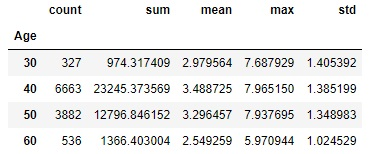 count sum mean max std
Age
30 327 974.317409 2.979564 7.687929 1.405392
40 6663 23245.373569 3.488725 7.965150 1.385199
50 3882 12796.846152 3.296457 7.937695 1.348983
60 536 1366.403004 2.549259 5.970944 1.024529